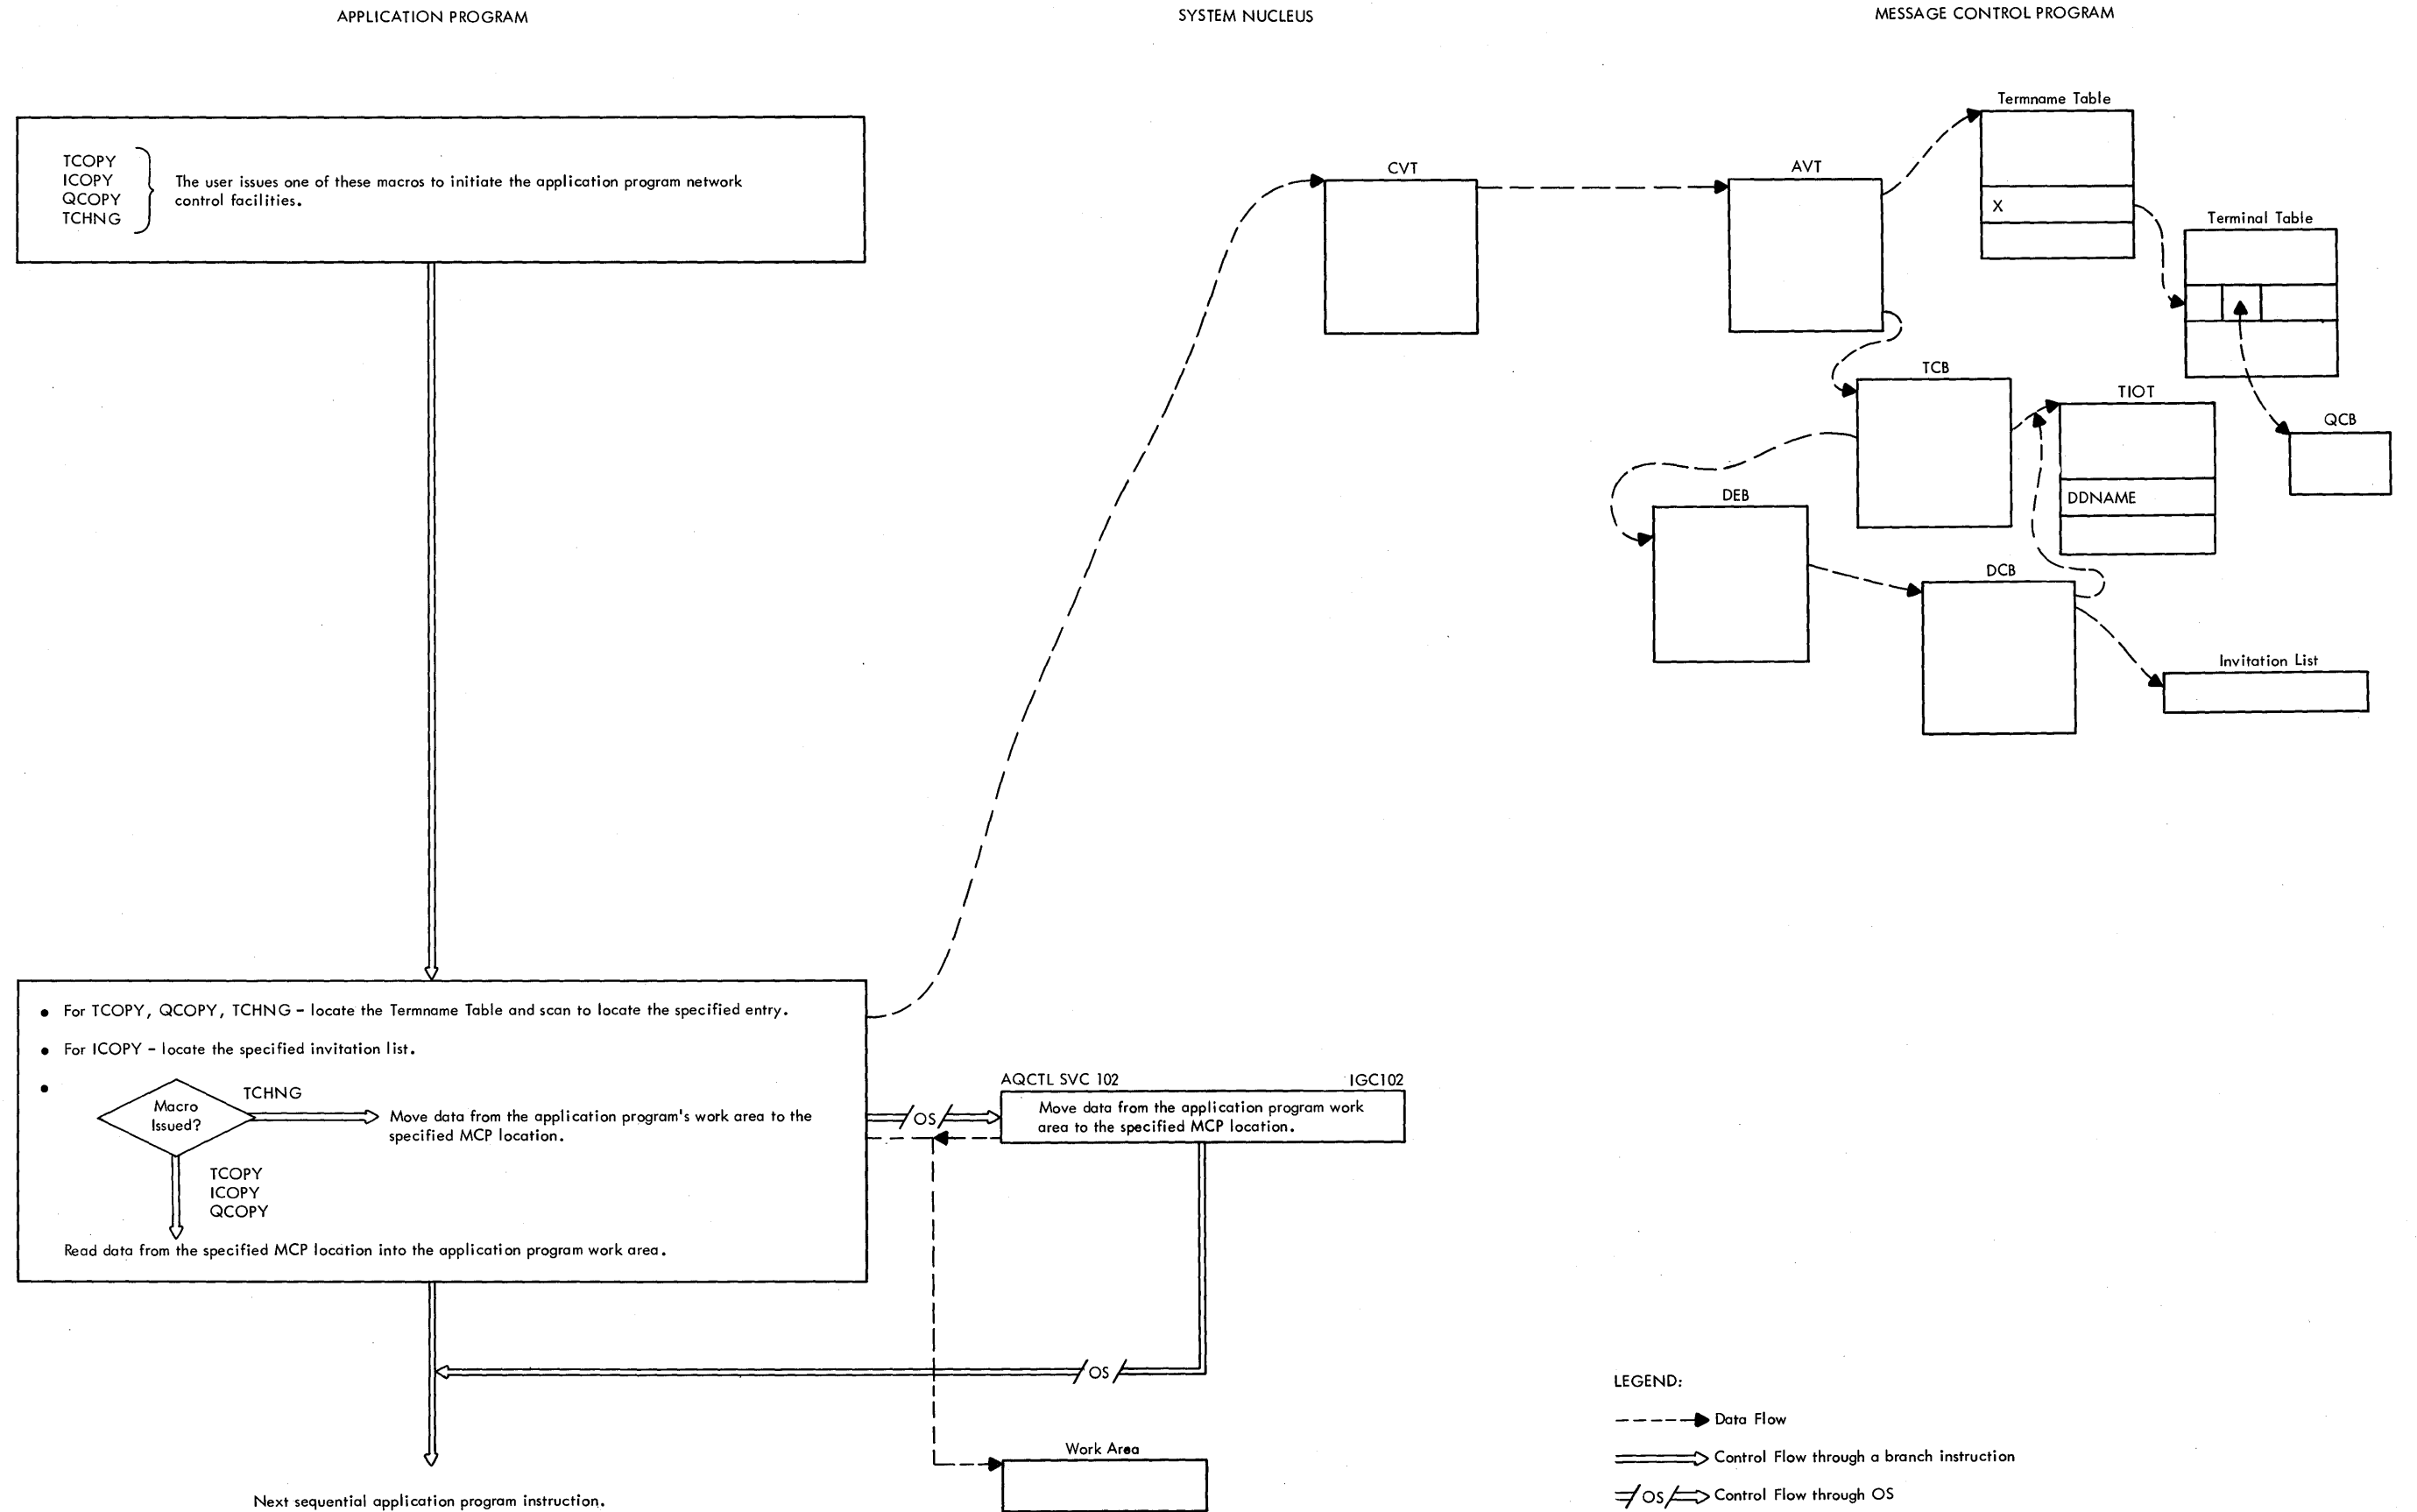 APPLICATION PROGRAM
SYSTEM NUCLEUS
MESSAGE CONTROL PROGRAM
TCOPY
ICOPY
QCOPY
TCHNG
The user issues one of these macros to initiate the application program network
control facilities.
CVT
AVT
Termname Table
X
Terminal Table
TCB
TIOT
DDNAME
QCB
DEB
DCB
Invitation List
• For TCOPY, QCOPY, TCHNG – locate the Termname Table and scan to locate the specified entry.
• For ICOPY – locate the specified invitation list.
•
Macro
Issued?
TCHNG
Move data from the application program's work area to the
specified MCP location.
TCOPY
ICOPY
QCOPY
Read data from the specified MCP location into the application program work area.
OS
AQCTL SVC 102
IGC102
Move data from the application program work
area to the specified MCP location.
OS
Work Area
Next sequential application program instruction.
LEGEND:
Data Flow
Control Flow through a branch instruction
OS
Control Flow through OS